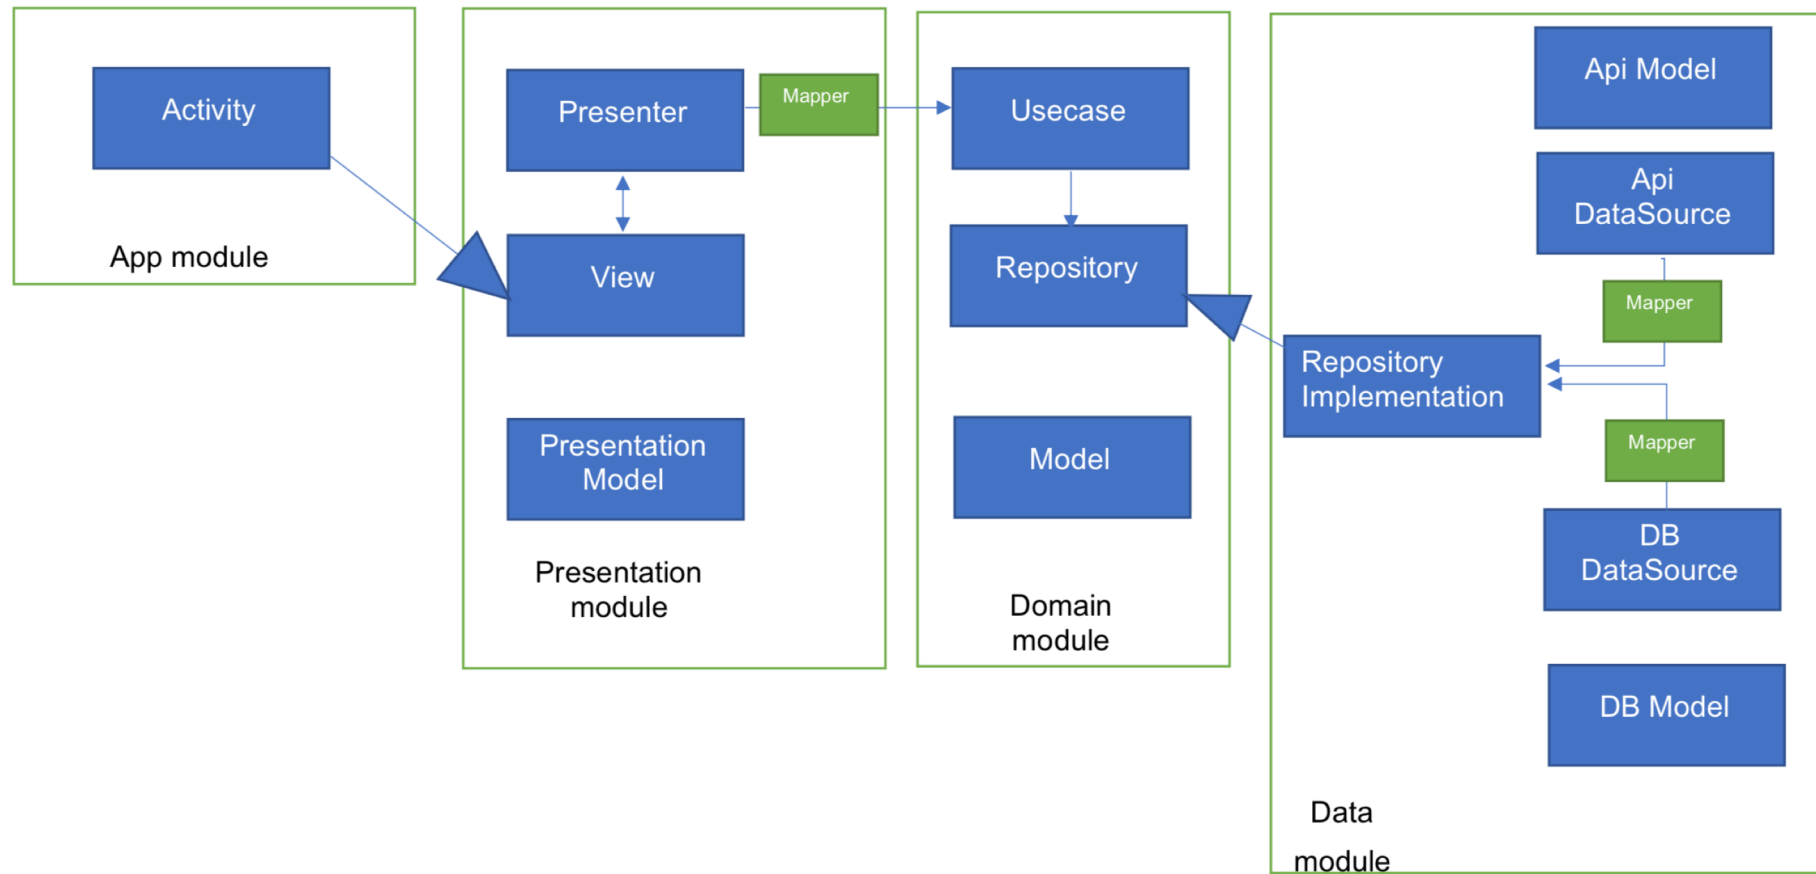 Activity
App module
Presenter
Mapper
View
Presentation
Model
Presentation
module
Usecase
Repository
Model
Domain
module
Api Model
Api
DataSource
Mapper
Repository
Implementation
Mapper
DB
DataSource
DB Model
Data
module